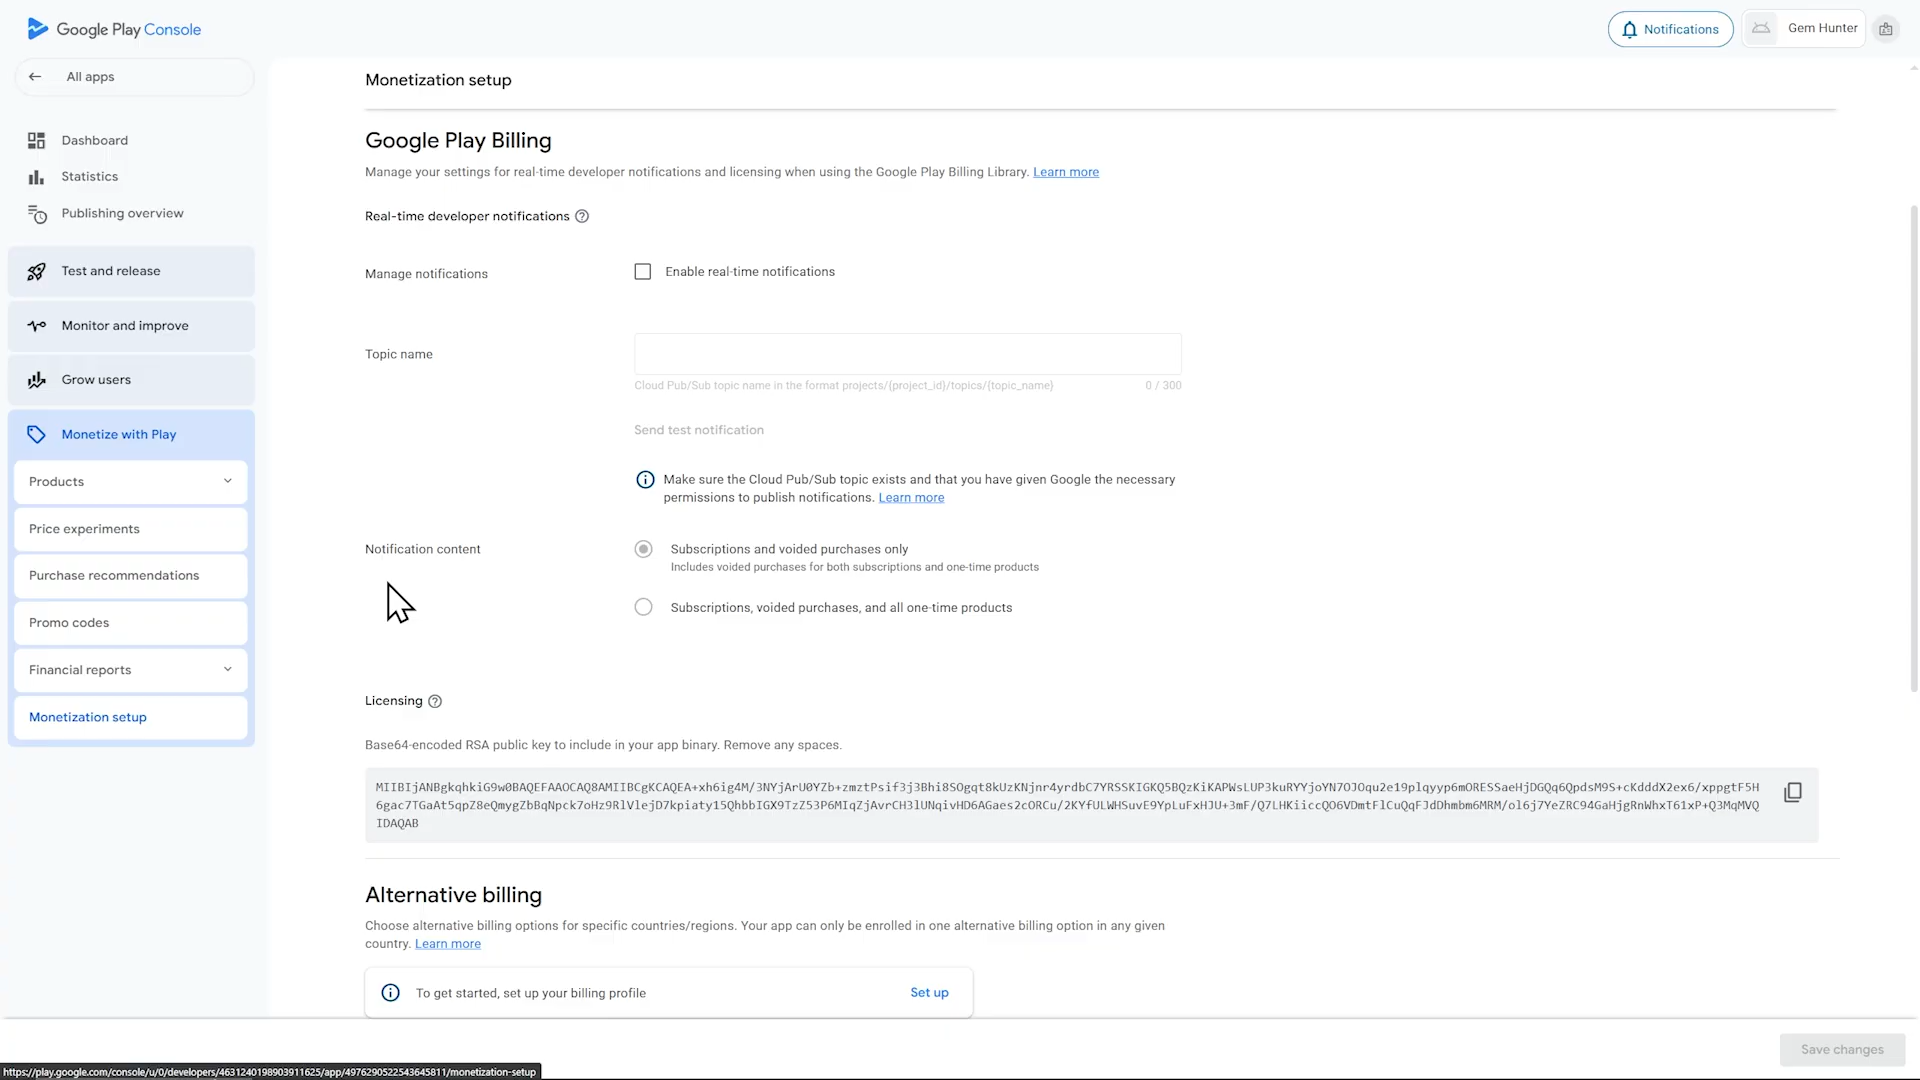 Google Play Console
Notifications
Gem Hunter
All apps
Dashboard
Statistics
Publishing overview
Test and release
Monitor and improve
Grow users
Monetize with Play
Products
Price experiments
Purchase recommendations
Promo codes
Financial reports
Monetization setup
Monetization setup
Google Play Billing
Manage your settings for real-time developer notifications and licensing when using the Google Play Billing Library. Learn more
Real-time developer notifications
Manage notifications
Enable real-time notifications
Topic name
Cloud Pub/Sub topic name in the format projects/{project_id}/topics/{topic_name}
0 / 300
Send test notification
Make sure the Cloud Pub/Sub topic exists and that you have given Google the necessary
permissions to publish notifications. Learn more
Notification content
Subscriptions and voided purchases only
Includes voided purchases for both subscriptions and one-time products
Subscriptions, voided purchases, and all one-time products
Licensing
Base64-encoded RSA public key to include in your app binary. Remove any spaces.
MIIBIjANBgkqhkiG9w0BAQEFAAOCAQ8AMIIBCgKCAQEA+xh6ig4M/3NYjArU0YZb+zmztPsif3j3Bhi8SOgqt8kUzKNjnr4yrdbC7YRSSKIGKQ5BQzKiKAPWsLUP3kuRYYjoYN7OJOqu2e19plqyyp6mORESSaeHjDGQq6QpdsM9S+cKdddX2ex6/xppgtF5H
6gac7TGaAt5qpZ8eQmygZbBqNpck7oHz9RlVlejD7kpiaty15QhbbIGX9TzZ53P6MIqZjAvrCH3lUNqivHD6AGaes2cORCu/2KYfULWHSuvE9YpLuFxHJU+3mF/Q7LHKiiccQO6VDmtFlCuQqFJdDhmbm6MRM/ol6j7YeZRC94GaHjgRnWhxT61xP+Q3MqMVQ
IDAQAB
Alternative billing
Choose alternative billing options for specific countries/regions. Your app can only be enrolled in one alternative billing option in any given
country. Learn more
To get started, set up your billing profile
Set up
Save changes
https://play.google.com/console/u/0/developers/4631240198903911625/app/4976290522543645811/monetization-setup